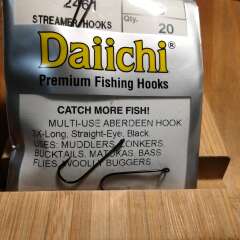 2461
STREAMER HOOKS
Qty.
20
Daiichi®
Premium Fishing Hooks
CATCH MORE FISH!
MULTI-USE ABERDEEN HOOK
3X-Long, Straight-Eye, Black
USES: MUDDLERS, ZONKERS,
BUCKTAILS, MATUKAS, BASS
FLIES, WOOLLY BUGGERS.